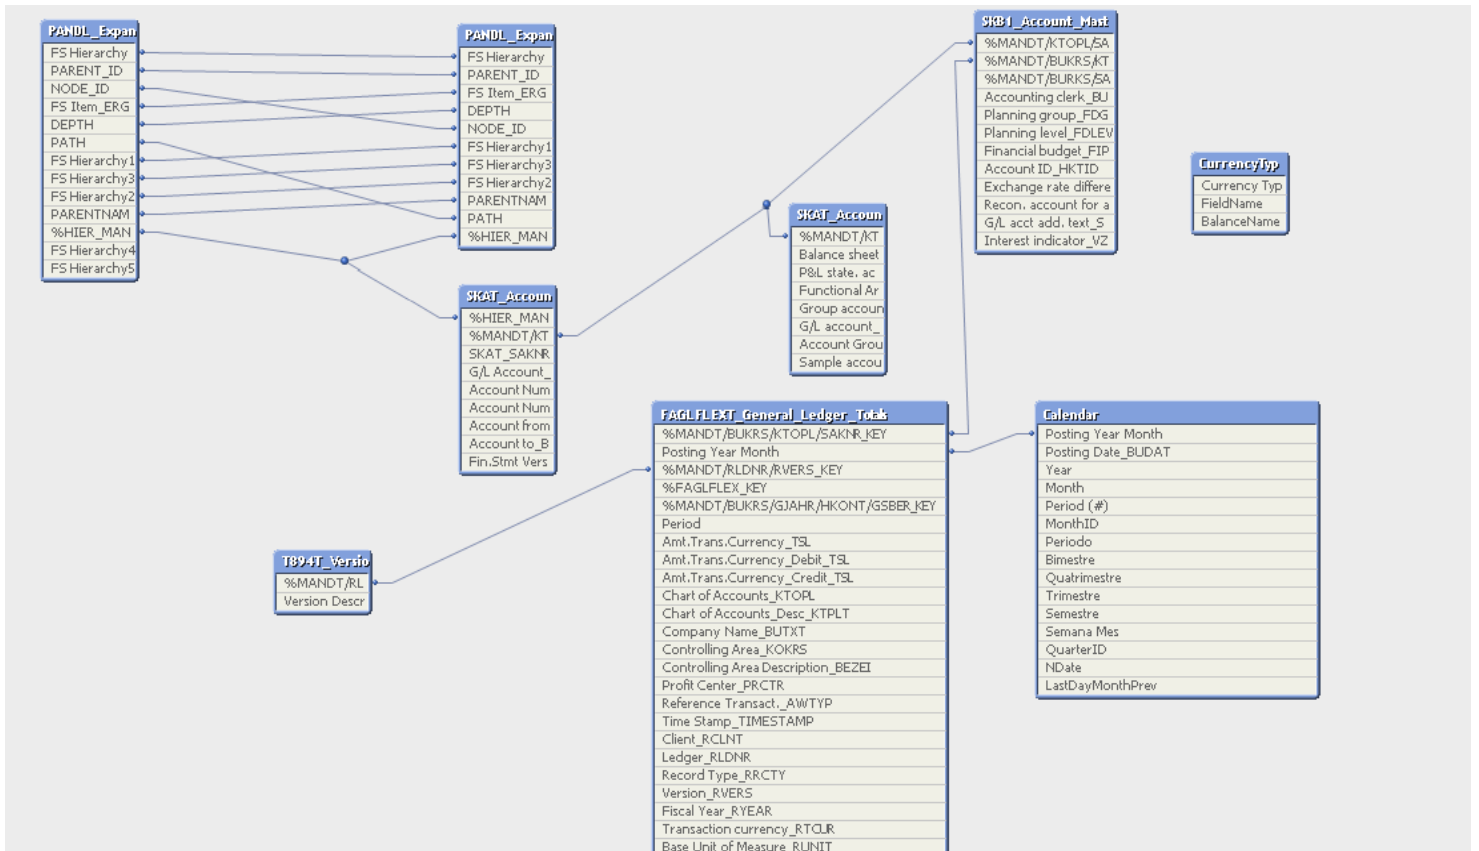 PANDL_Expan
FS Hierarchy
PARENT_ID
NODE_ID
FS Item_ERG
DEPTH
PATH
FS Hierarchy1
FS Hierarchy3
FS Hierarchy2
PARENTNAM
%HIER_MAN
FS Hierarchy4
FS Hierarchy5
PANDL_Expan
FS Hierarchy
PARENT_ID
FS Item_ERG
DEPTH
NODE_ID
FS Hierarchy1
FS Hierarchy3
FS Hierarchy2
PARENTNAM
PATH
%HIER_MAN
SKAT_Accoun
%HIER_MAN
%MANDT/KT
SKAT_SAKNR
G/L Account_
Account Num
Account Num
Account from
Account to_B
Fin.Stmt Vers
T894T_Versio
%MANDT/RL
Version Descr
SKAT_Accoun
%MANDT/KT
Balance sheet
P&L state. ac
Functional Ar
Group accoun
G/L account_
Account Grou
Sample accou
SKB1_Account_Mast
%MANDT/KTOPL/SA
%MANDT/BUKRS/KT
%MANDT/BURKS/SA
Accounting clerk_BU
Planning group_FDG
Planning level_FDLEV
Financial budget_FIP
Account ID_HKTID
Exchange rate differe
Recon. account for a
G/L acct add. text_S
Interest indicator_VZ
CurrencyTyp
Currency Typ
FieldName
BalanceName
FAGLFLEXT_General_Ledger_Totals
%MANDT/BUKRS/KTOPL/SAKNR_KEY
Posting Year Month
%MANDT/RLDNR/RVERS_KEY
%FAGLFLEX_KEY
%MANDT/BUKRS/GJAHR/HKONT/GSBER_KEY
Period
Amt.Trans.Currency_TSL
Amt.Trans.Currency_Debit_TSL
Amt.Trans.Currency_Credit_TSL
Chart of Accounts_KTOPL
Chart of Accounts_Desc_KTPLT
Company Name_BUTXT
Controlling Area_KOKRS
Controlling Area Description_BEZEI
Profit Center_PRCTR
Reference Transact._AWTYP
Time Stamp_TIMESTAMP
Client_RCLNT
Ledger_RLDNR
Record Type_RRCTY
Version_RVERS
Fiscal Year_RYEAR
Transaction currency_RTCUR
Base Unit of Measure_RUNIT
Calendar
Posting Year Month
Posting Date_BUDAT
Year
Month
Period (#)
MonthID
Periodo
Bimestre
Quatrimestre
Trimestre
Semestre
Semana Mes
QuarterID
NDate
LastDayMonthPrev